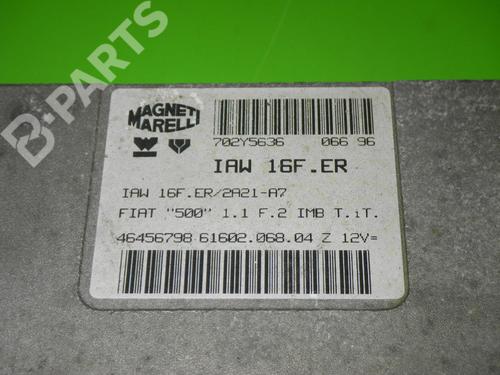 B-PARTS
MAGNETI
MARELLI
702Y5636 066 96
IAW 16F.ER
IAW 16F.ER/2A21-A7
FIAT "500" 1.1 F.2 IMB T.iT.
46456798 61602.068.04 Z 12V=
B-PARTS